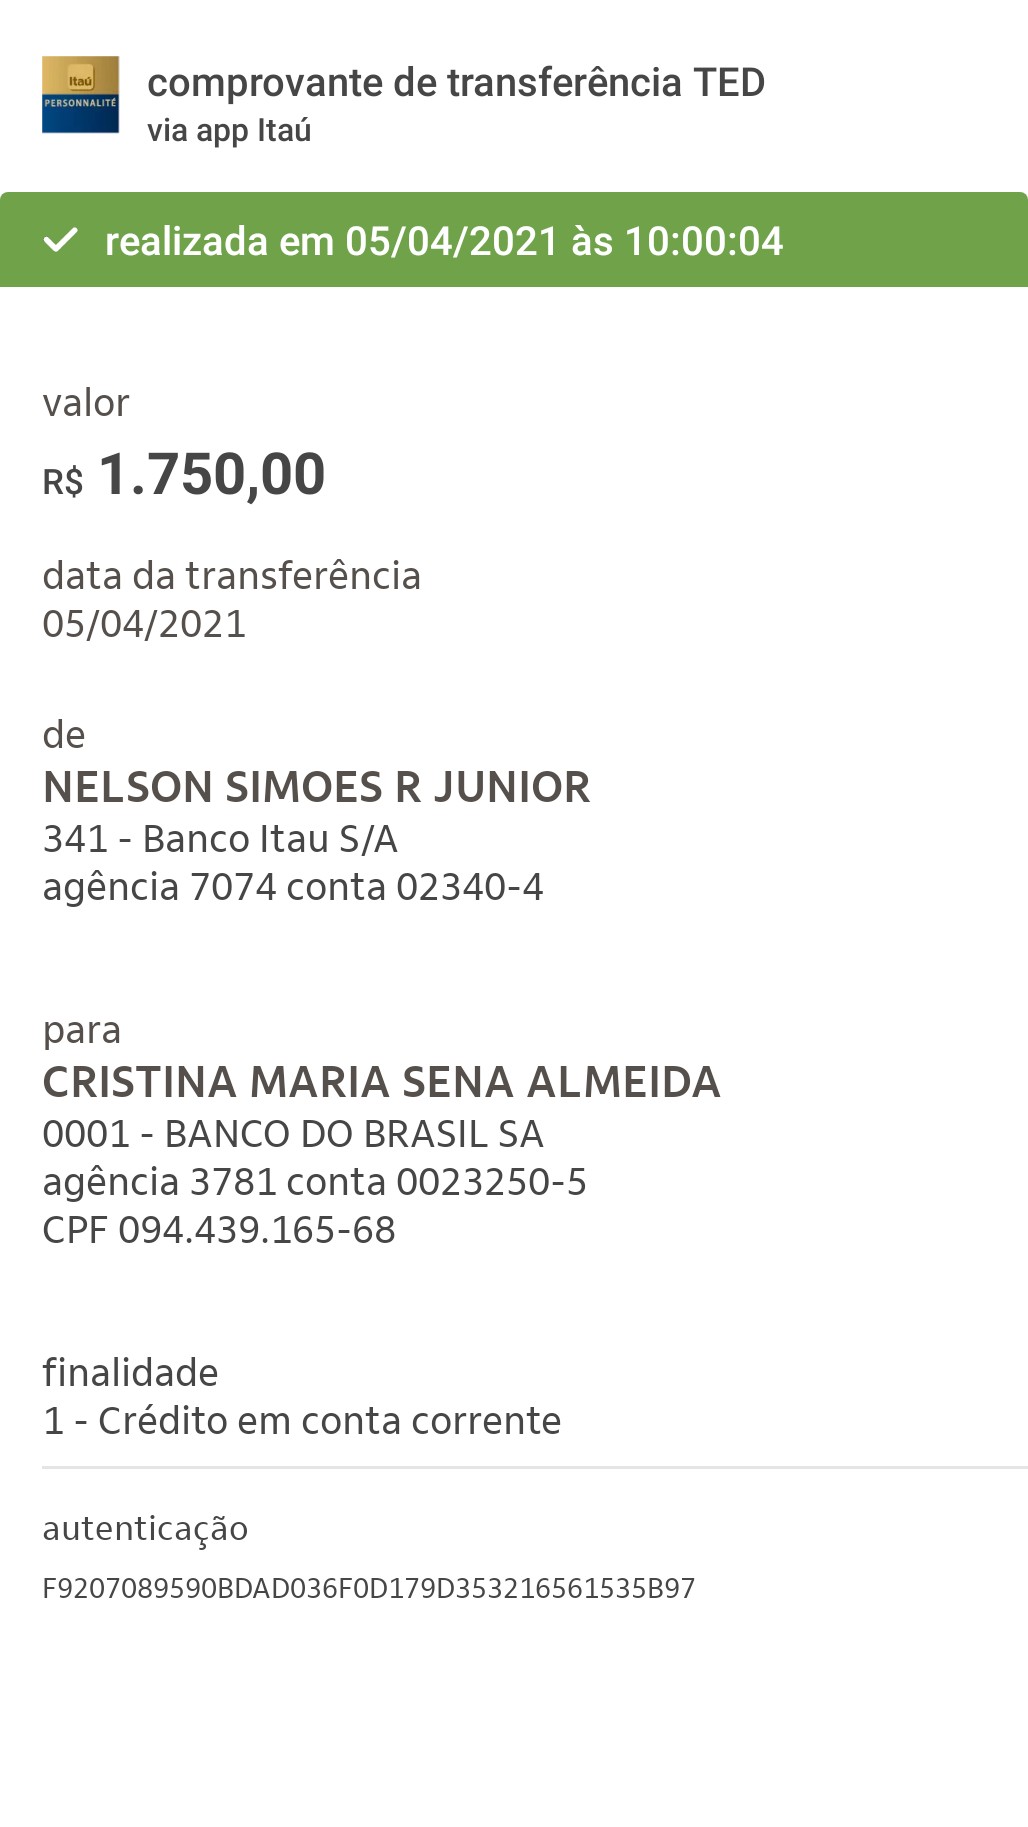 Itaú
PERSONNALITÉ
comprovante de transferência TED
via app Itaú
realizada em 05/04/2021 às 10:00:04
valor
R$ 1.750,00
data da transferência
05/04/2021
de
NELSON SIMOES R JUNIOR
341 - Banco Itau S/A
agência 7074 conta 02340-4
para
CRISTINA MARIA SENA ALMEIDA
0001 - BANCO DO BRASIL SA
agência 3781 conta 0023250-5
CPF 094.439.165-68
finalidade
1 - Crédito em conta corrente
autenticação
F9207089590BDAD036F0D179D353216561535B97